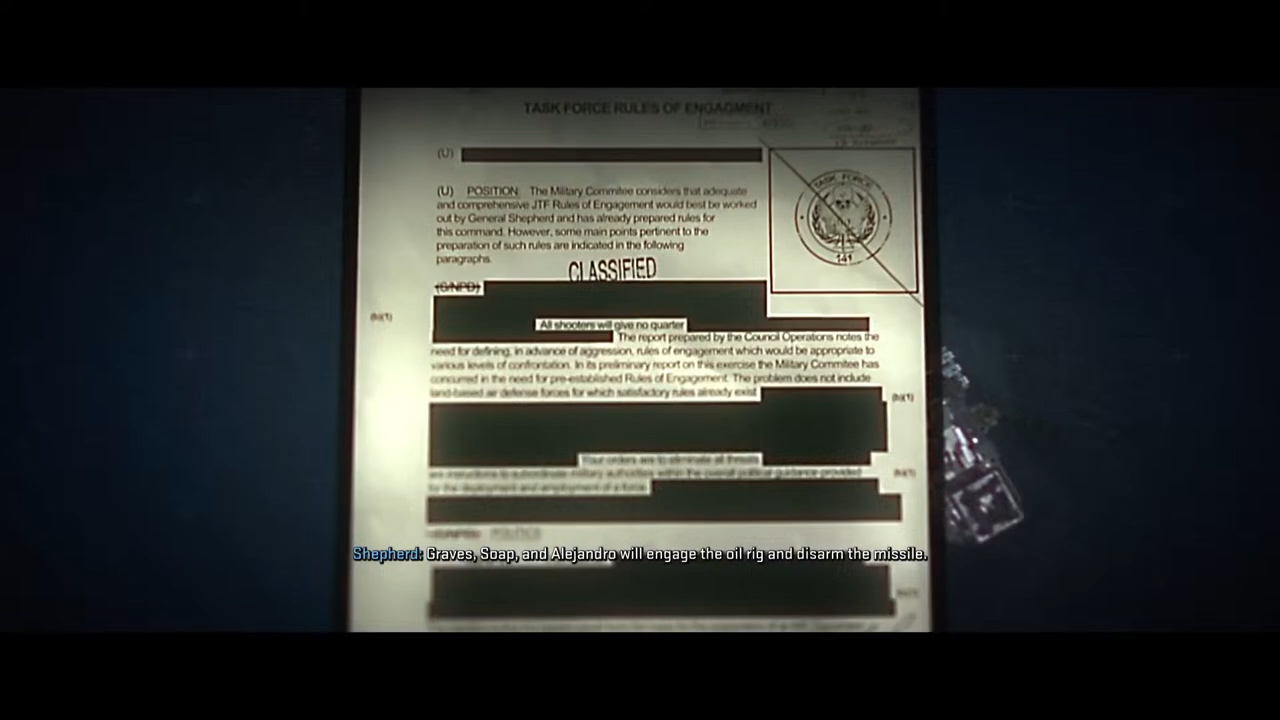 TASK FORCE RULES OF ENGAGMENT
(U)
(U) POSITION: The Military Commitee considers that adequate
and comprehensive JTF Rules of Engagement would best be worked
out by General Shepherd and has already prepared rules for
this command. However, some main points pertinent to the
preparation of such rules are indicated in the following
paragraphs.
TASK FORCE
141
CLASSIFIED
(S/NPD)
(b)(1)
All shooters will give no quarter
The report prepared by the Council Operations notes the
need for defining, in advance of aggression, rules of engagement which would be appropriate to
various levels of confrontation. In its preliminary report on this exercise the Military Commitee has
concurred in the need for pre-established Rules of Engagement. The problem does not include
land-based air defense forces for which satisfactory rules already exist
(b)(1)
Your orders are to eliminate all threats
are instructions to subordinate military authorities within the overall political guidance provided
(b)(1)
for the deployment and employment of a force.
Shepherd: Graves, Soap, and Alejandro will engage the oil rig and disarm the missile.